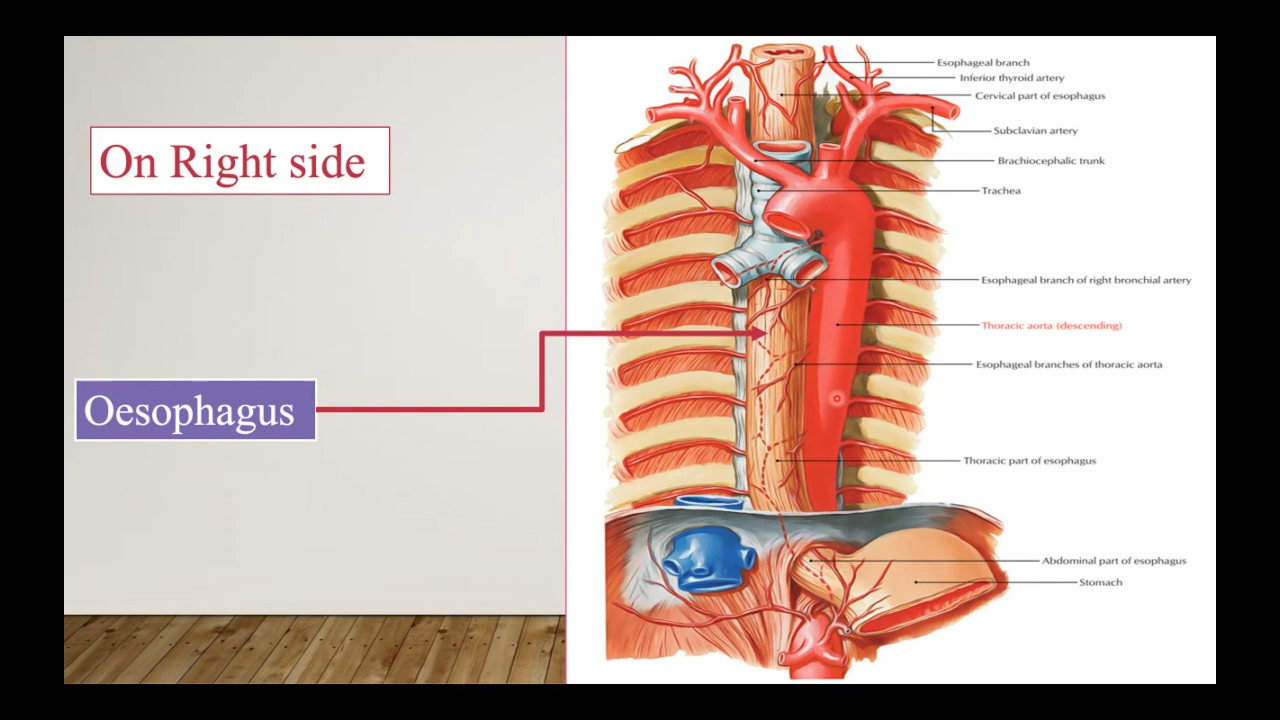 On Right side
Oesophagus
Esophageal branch
Inferior thyroid artery
Cervical part of esophagus
Subclavian artery
Brachiocephalic trunk
Trachea
Esophageal branch of right bronchial artery
Thoracic aorta (descending)
Esophageal branches of thoracic aorta
Thoracic part of esophagus
Abdominal part of esophagus
Stomach